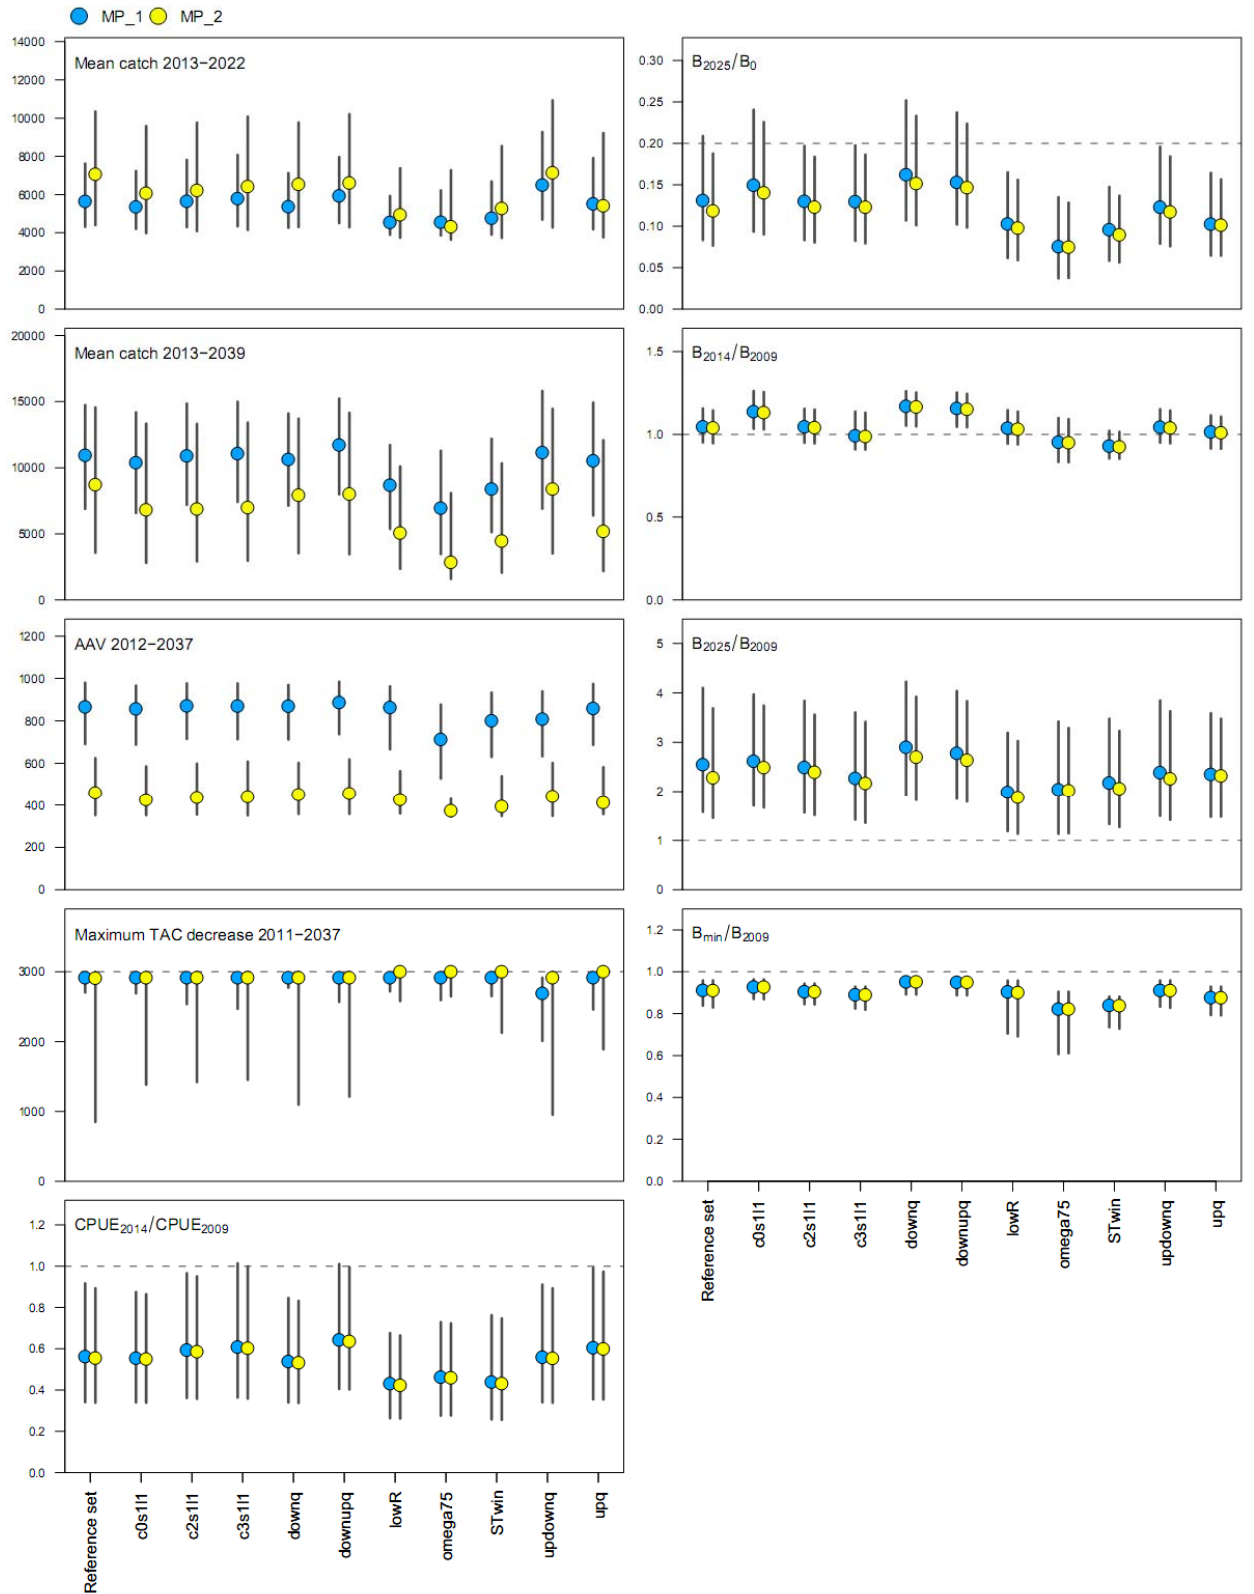 MP_1 MP_2
Mean catch 2013−2022
14000
12000
10000
8000
6000
4000
2000
0
Mean catch 2013−2039
20000
15000
10000
5000
0
AAV 2012−2037
1200
1000
800
600
400
200
0
Maximum TAC decrease 2011−2037
3000
2000
1000
0
CPUE2014/CPUE2009
1.2
1.0
0.8
0.6
0.4
0.2
0.0
Reference set
c0s1l1
c2s1l1
c3s1l1
downq
downupq
lowR
omega75
STwin
updownq
upq
B2025/B0
0.30
0.25
0.20
0.15
0.10
0.05
0.00
B2014/B2009
1.5
1.0
0.5
0.0
B2025/B2009
5
4
3
2
1
0
Bmin/B2009
1.2
1.0
0.8
0.6
0.4
0.2
0.0
Reference set
c0s1l1
c2s1l1
c3s1l1
downq
downupq
lowR
omega75
STwin
updownq
upq